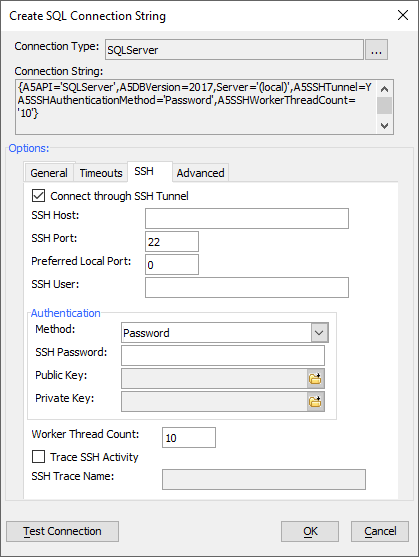 Create SQL Connection String
Connection Type: SQLServer ...
Connection String:
{A5API='SQLServer',A5DBVersion=2017,Server='(local)',A5SSHTunnel=Y
A5SSHAuthenticationMethod='Password',A5SSHWorkerThreadCount=
'10'}
Options:
General Timeouts SSH Advanced
Connect through SSH Tunnel
SSH Host:
SSH Port: 22
Preferred Local Port: 0
SSH User:
Authentication
Method: Password
SSH Password:
Public Key:
Private Key:
Worker Thread Count: 10
Trace SSH Activity
SSH Trace Name:
Test Connection OK Cancel